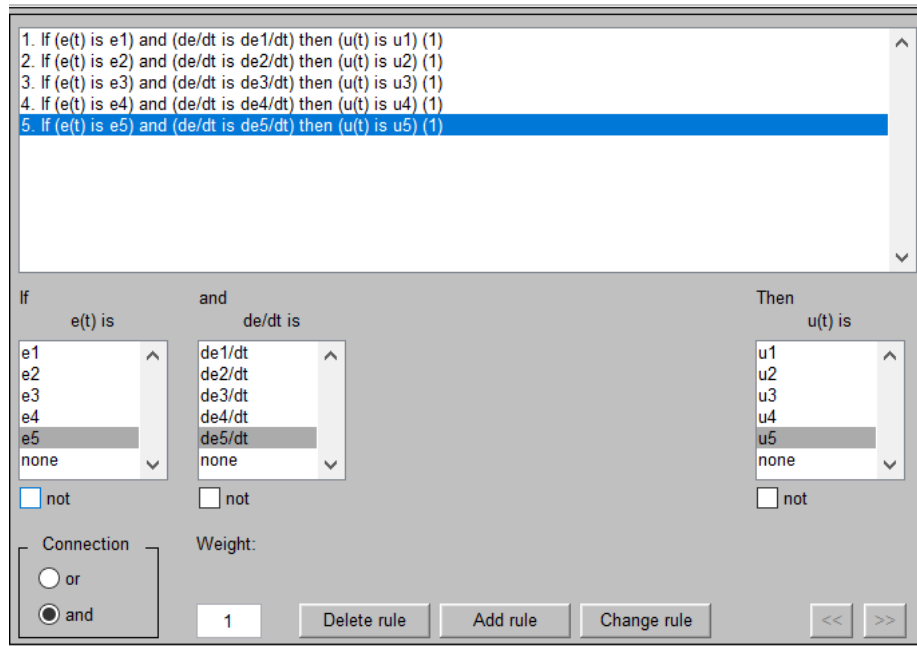 1. If (e(t) is e1) and (de/dt is de1/dt) then (u(t) is u1) (1)
2. If (e(t) is e2) and (de/dt is de2/dt) then (u(t) is u2) (1)
3. If (e(t) is e3) and (de/dt is de3/dt) then (u(t) is u3) (1)
4. If (e(t) is e4) and (de/dt is de4/dt) then (u(t) is u4) (1)
5. If (e(t) is e5) and (de/dt is de5/dt) then (u(t) is u5) (1)
If and Then
e(t) is de/dt is u(t) is
e1 de1/dt u1
e2 de2/dt u2
e3 de3/dt u3
e4 de4/dt u4
e5 de5/dt u5
none none none
not not not
Connection Weight:
or
and 1 Delete rule Add rule Change rule << >>